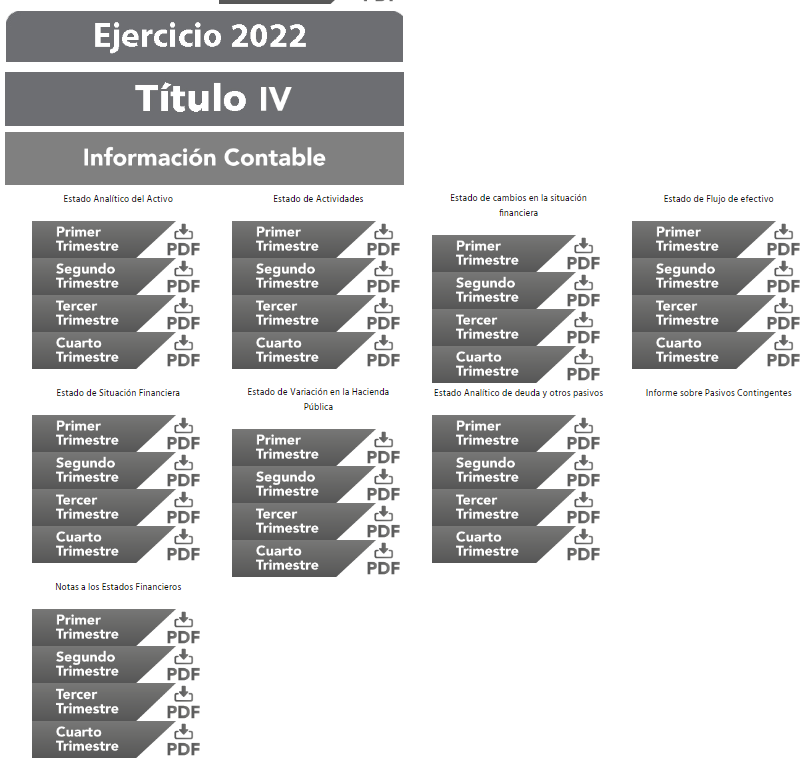 Ejercicio 2022
Título IV
Información Contable
Estado Analítico del Activo
Primer
Trimestre
PDF
Segundo
Trimestre
PDF
Tercer
Trimestre
PDF
Cuarto
Trimestre
PDF
Estado de Actividades
Primer
Trimestre
PDF
Segundo
Trimestre
PDF
Tercer
Trimestre
PDF
Cuarto
Trimestre
PDF
Estado de cambios en la situación
financiera
Primer
Trimestre
PDF
Segundo
Trimestre
PDF
Tercer
Trimestre
PDF
Cuarto
Trimestre
PDF
Estado de Flujo de efectivo
Primer
Trimestre
PDF
Segundo
Trimestre
PDF
Tercer
Trimestre
PDF
Cuarto
Trimestre
PDF
Estado de Situación Financiera
Primer
Trimestre
PDF
Segundo
Trimestre
PDF
Tercer
Trimestre
PDF
Cuarto
Trimestre
PDF
Estado de Variación en la Hacienda
Pública
Primer
Trimestre
PDF
Segundo
Trimestre
PDF
Tercer
Trimestre
PDF
Cuarto
Trimestre
PDF
Estado Analítico de deuda y otros pasivos
Primer
Trimestre
PDF
Segundo
Trimestre
PDF
Tercer
Trimestre
PDF
Cuarto
Trimestre
PDF
Informe sobre Pasivos Contingentes
Notas a los Estados Financieros
Primer
Trimestre
PDF
Segundo
Trimestre
PDF
Tercer
Trimestre
PDF
Cuarto
Trimestre
PDF